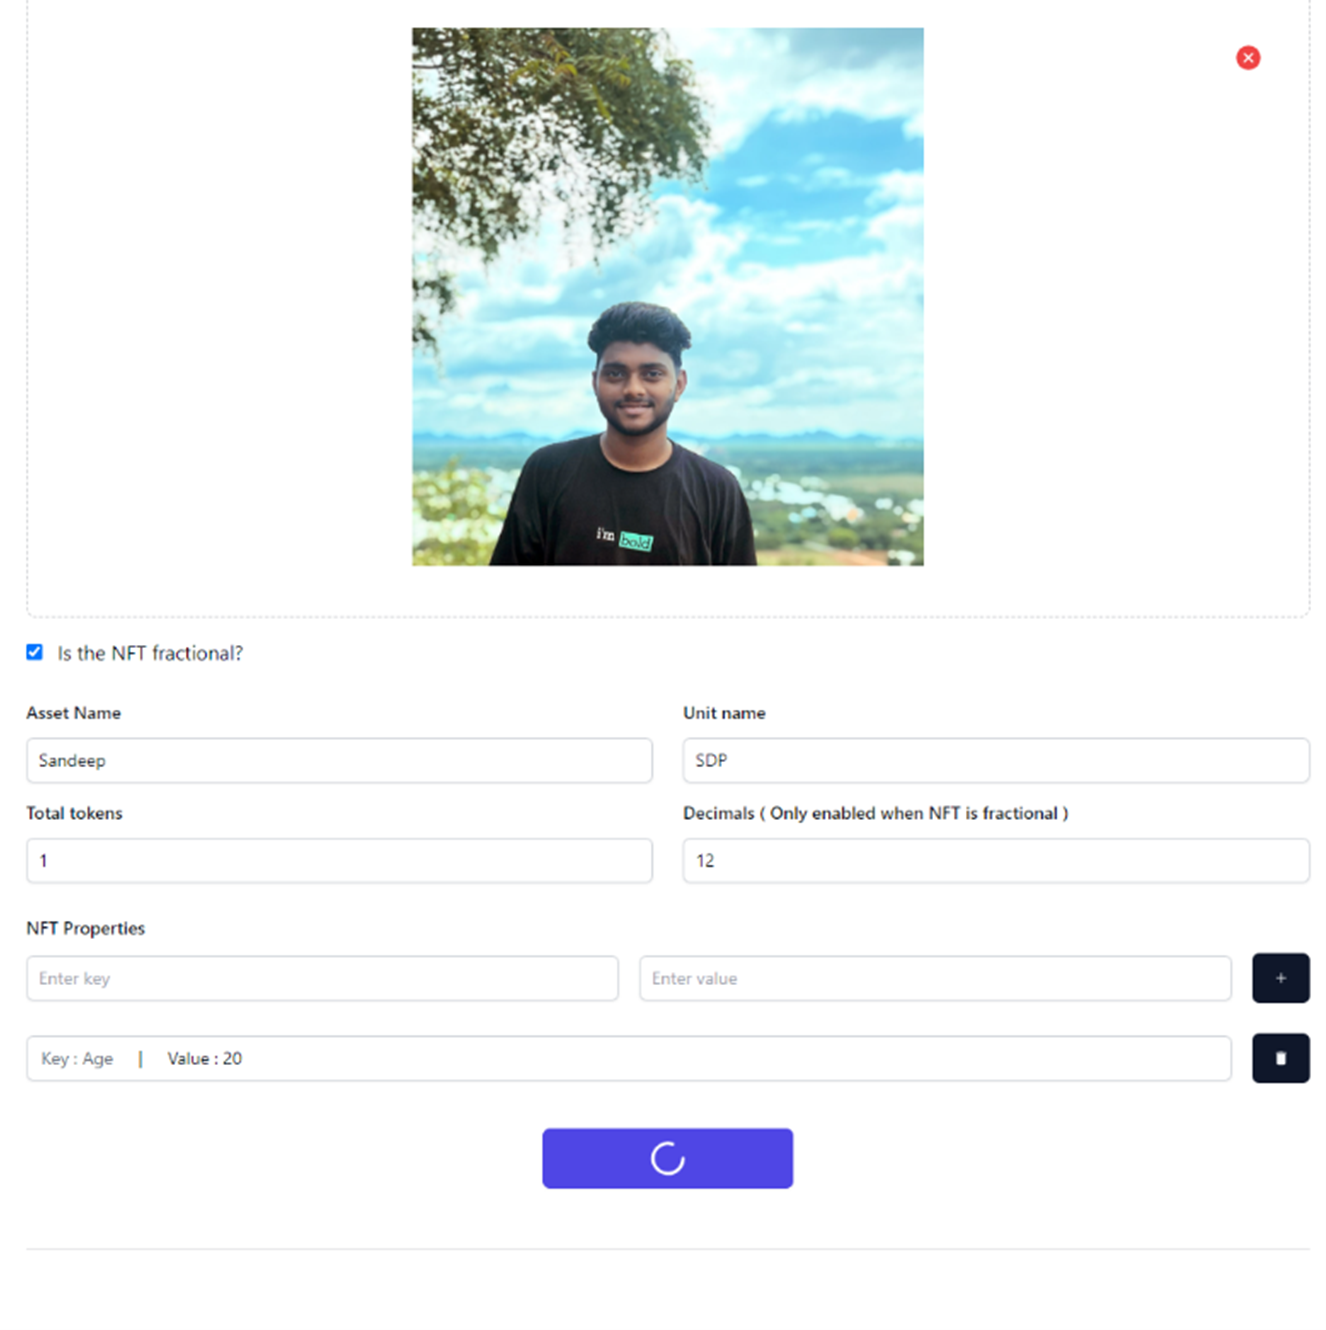 i'm bold
Is the NFT fractional?
Asset Name
Unit name
Sandeep
SDP
Total tokens
Decimals ( Only enabled when NFT is fractional )
1
12
NFT Properties
Enter key
Enter value
+
Key : Age | Value : 20